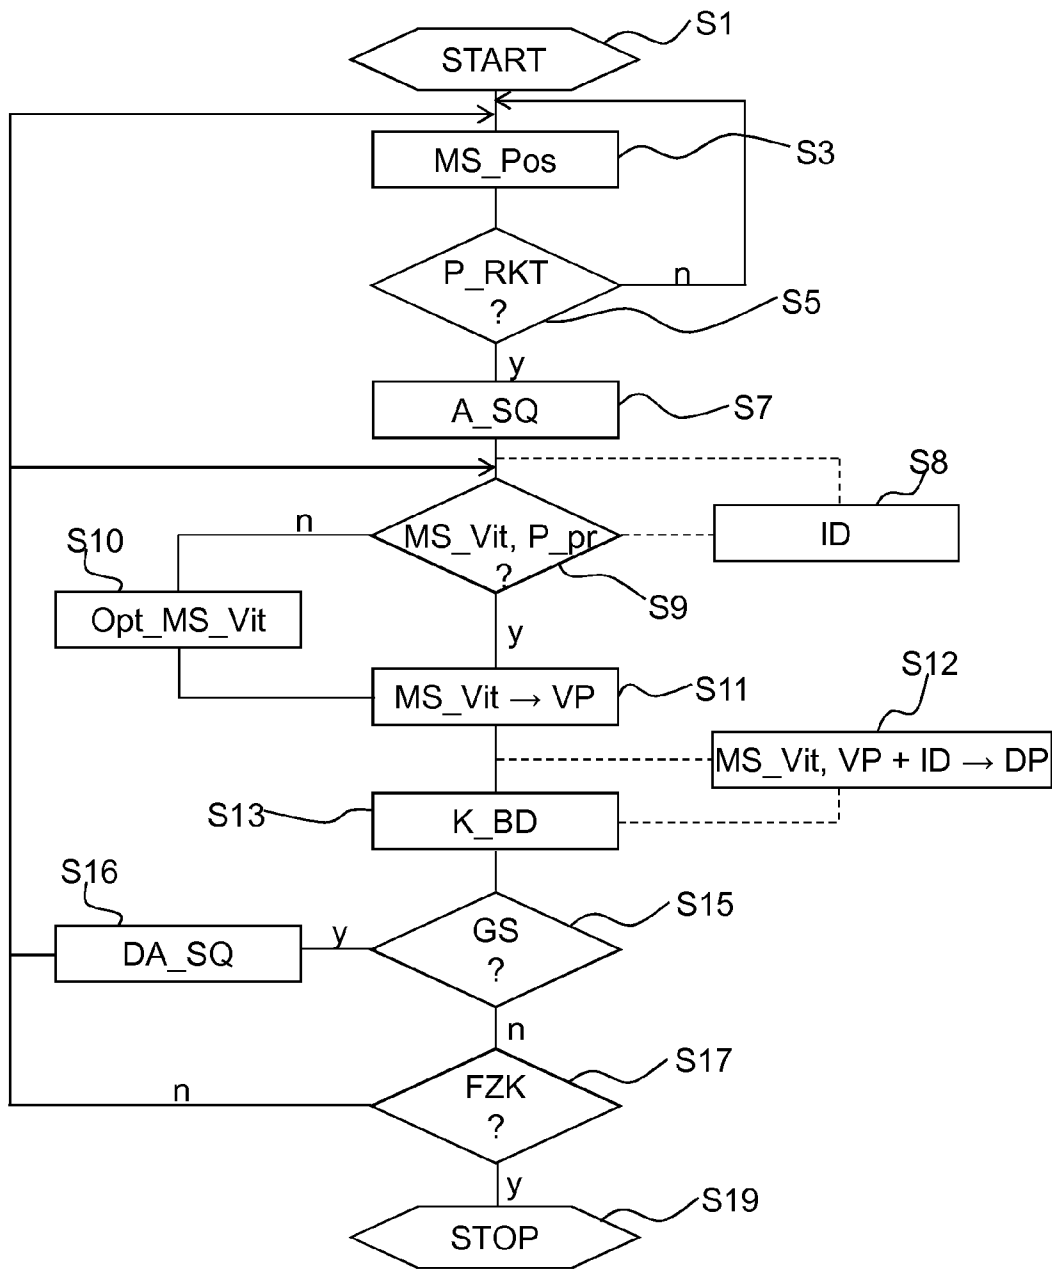 S1
START
MS_Pos
S3
P_RKT
?
n
S5
y
A_SQ
S7
S8
ID
n
MS_Vit, P_pr
?
S9
S10
Opt_MS_Vit
y
MS_Vit → VP
S11
S12
MS_Vit, VP + ID → DP
S13
K_BD
S16
DA_SQ
y
GS
?
S15
n
FZK
?
S17
n
y
STOP
S19